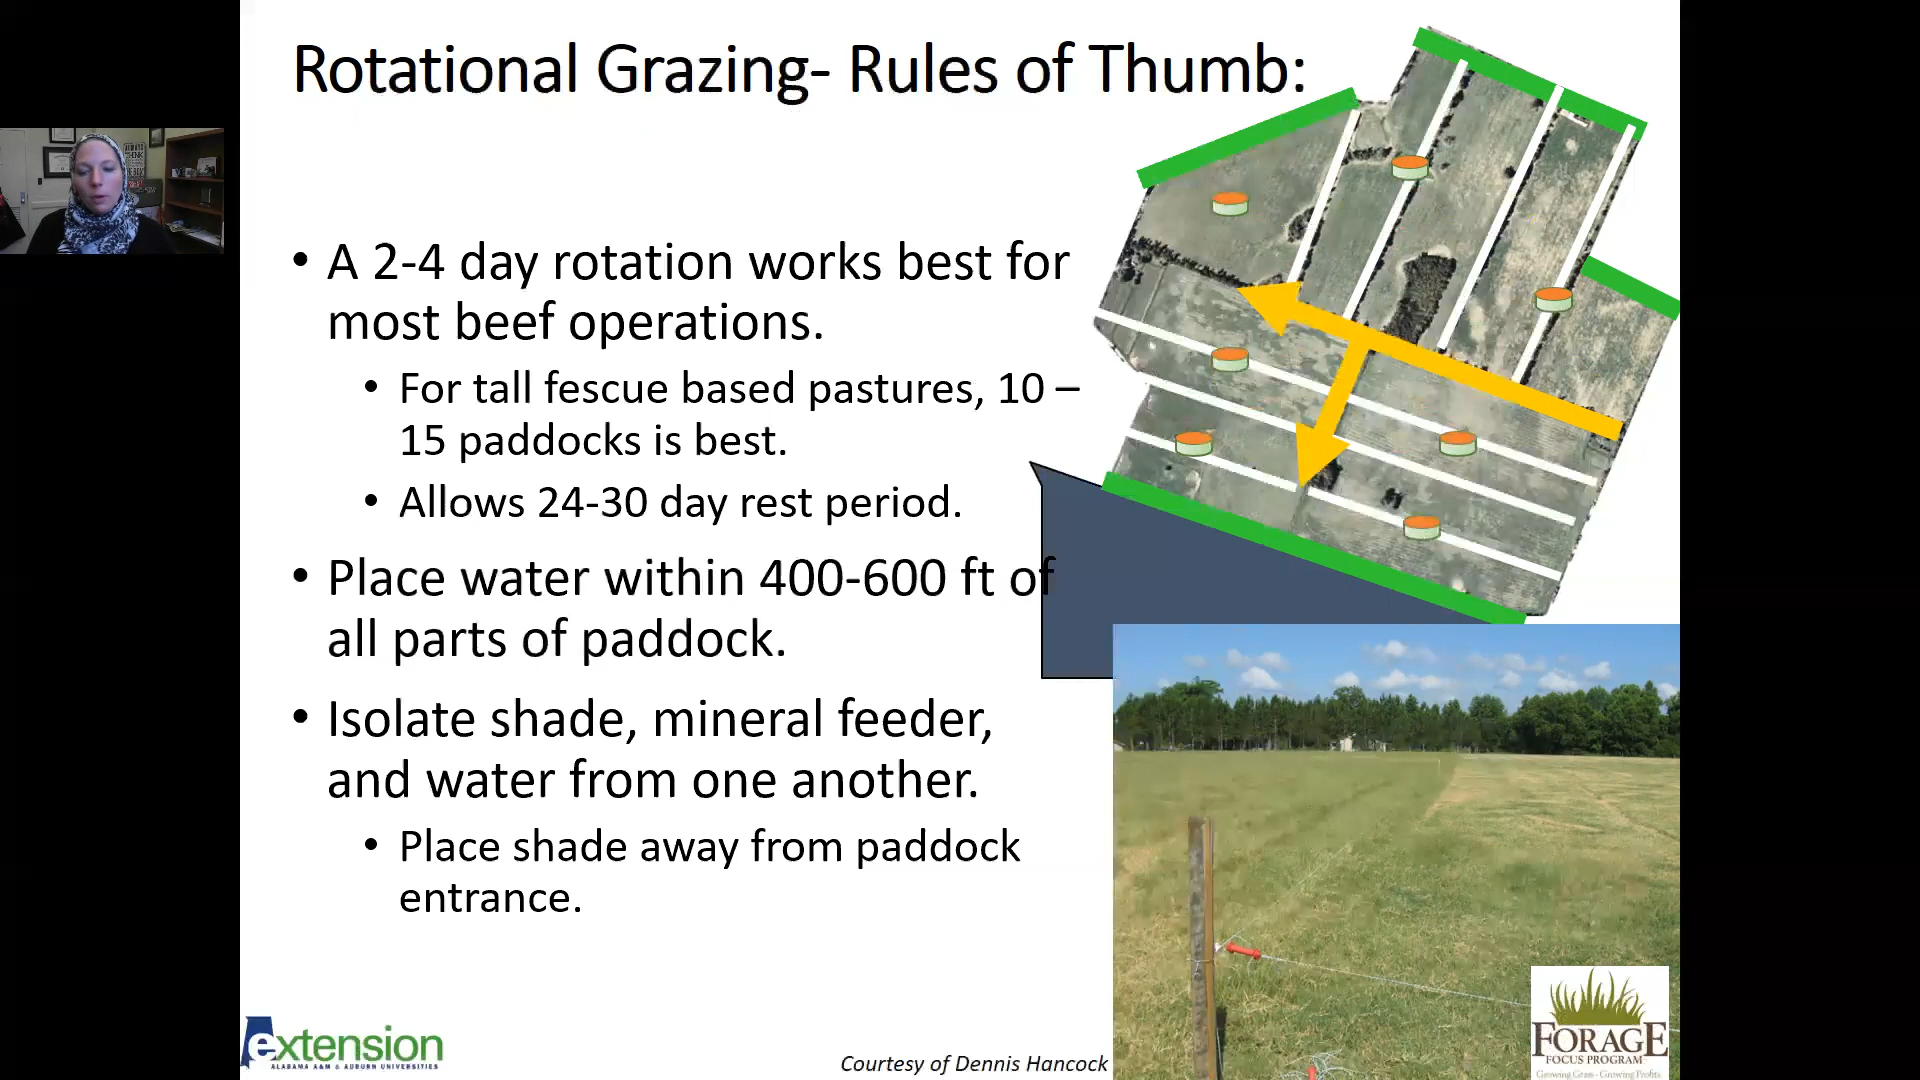 Rotational Grazing- Rules of Thumb:
• A 2-4 day rotation works best for
most beef operations.
• For tall fescue based pastures, 10 –
15 paddocks is best.
• Allows 24-30 day rest period.
• Place water within 400-600 ft of
all parts of paddock.
• Isolate shade, mineral feeder,
and water from one another.
• Place shade away from paddock
entrance.
extension
ALABAMA A&M & AUBURN UNIVERSITIES
Courtesy of Dennis Hancock
FORAGE
FOCUS PROGRAM
Growing Grass - Growing Profits